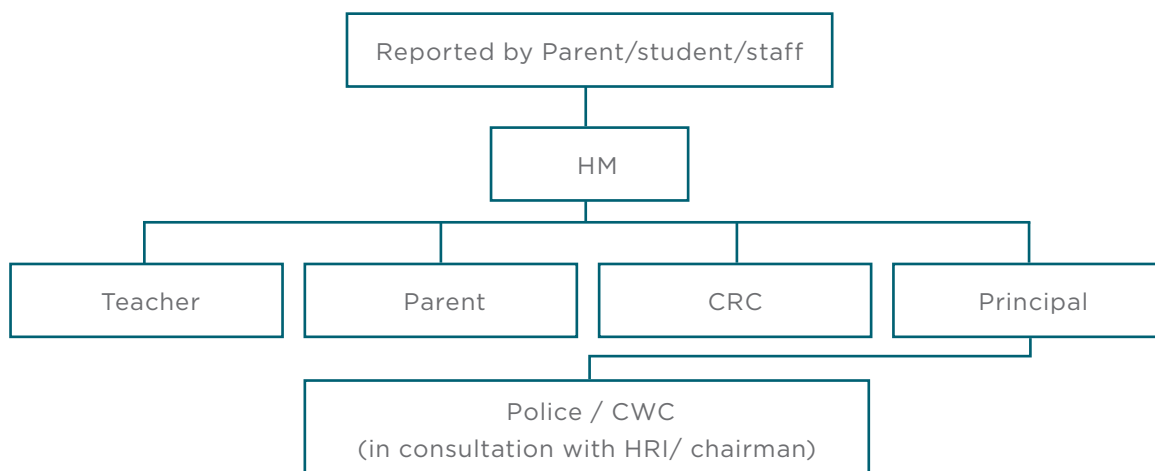 Reported by Parent/student/staff
HM
Teacher
Parent
CRC
Principal
Police / CWC
(in consultation with HRI/ chairman)